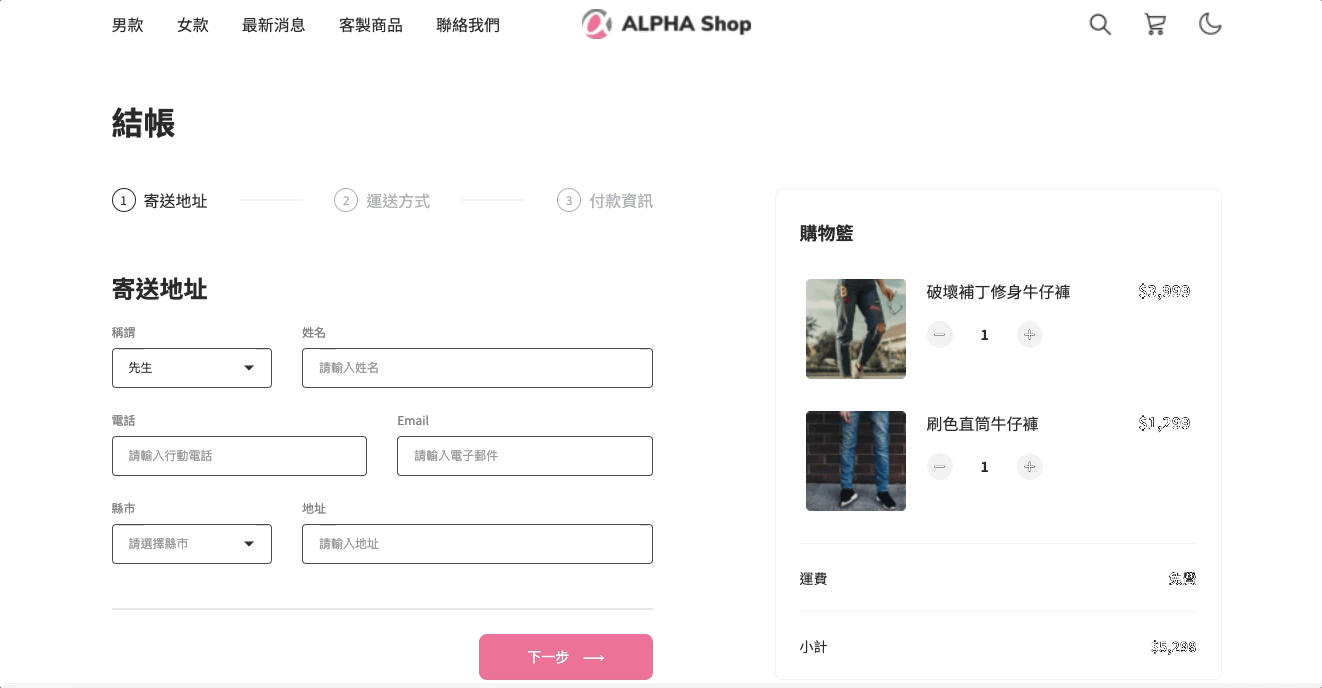 男款 女款 最新消息 客製商品 聯絡我們 ALPHA Shop
結帳
1 寄送地址 2 運送方式 3 付款資訊
寄送地址
稱謂 姓名
先生 請輸入姓名
電話 Email
請輸入行動電話 請輸入電子郵件
縣市 地址
請選擇縣市 請輸入地址
下一步
購物籃
破壞補丁修身牛仔褲 $3,999
1
刷色直筒牛仔褲 $1,299
1
運費 免費
小計 $5,298